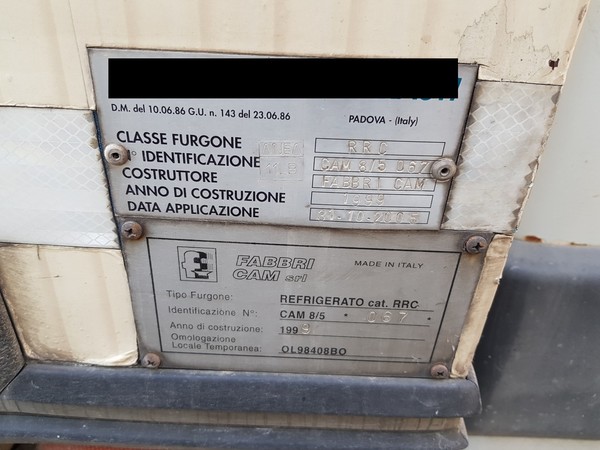 D.M. del 10.06.86 G.U. n. 143 del 23.06.86
PADOVA - (Italy)
CLASSE FURGONE RRC
N° IDENTIFICAZIONE CAM 8/5 067
COSTRUTTORE FABBRI CAM
ANNO DI COSTRUZIONE
DATA APPLICAZIONE
FABBRI
CAM srl
MADE IN ITALY
Tipo Furgone: REFRIGERATO cat. RRC
Identificazione N°: CAM 8/5 • 067 •
Anno di costruzione: 199
Omologazione
Locale Temporanea: OL98408BO